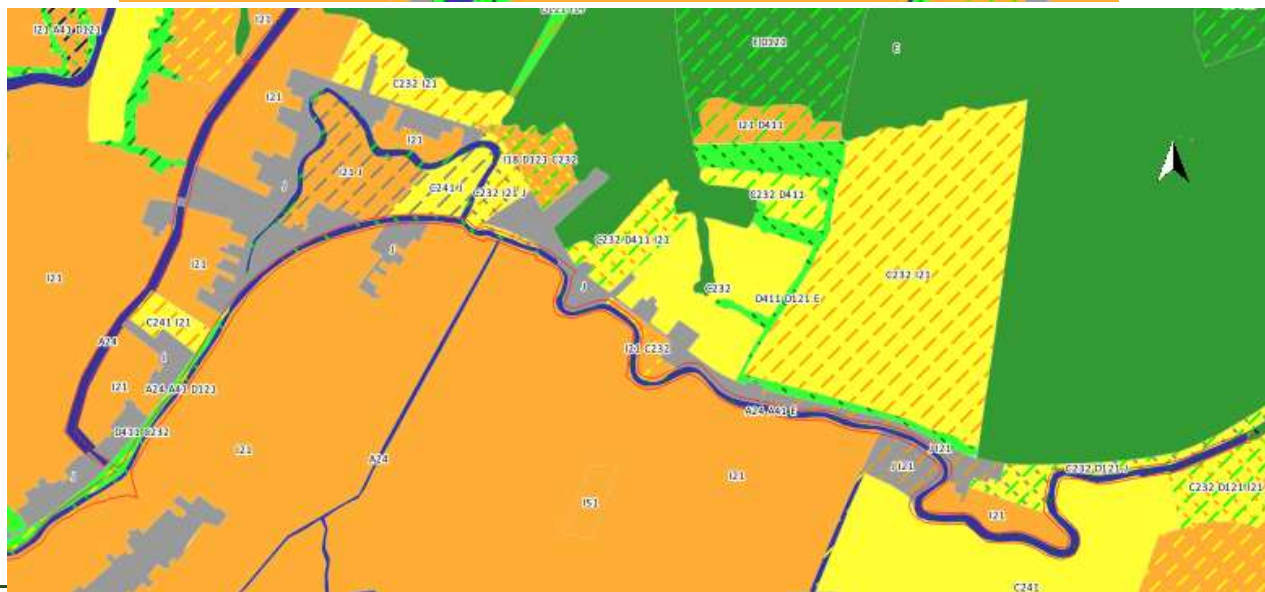 I21
I21 A41 D121
E D121
E
C232 I21
I21
I21 D411
I21
I18 D121 C232
I21 J
J
C241 J
C232 I21 J
C232 D411
C232 D411 I21
J
I21
I21
C232 I21
J
C232
D411 D121 E
C241 I21
A24
I21 C232
J
I21
A24 A41 D121
A24 A41 E
D411 C232
I21
J I21
A24
J I21
C232 D121 J
J
I21
C232 D121 I21
I51
I21
C241